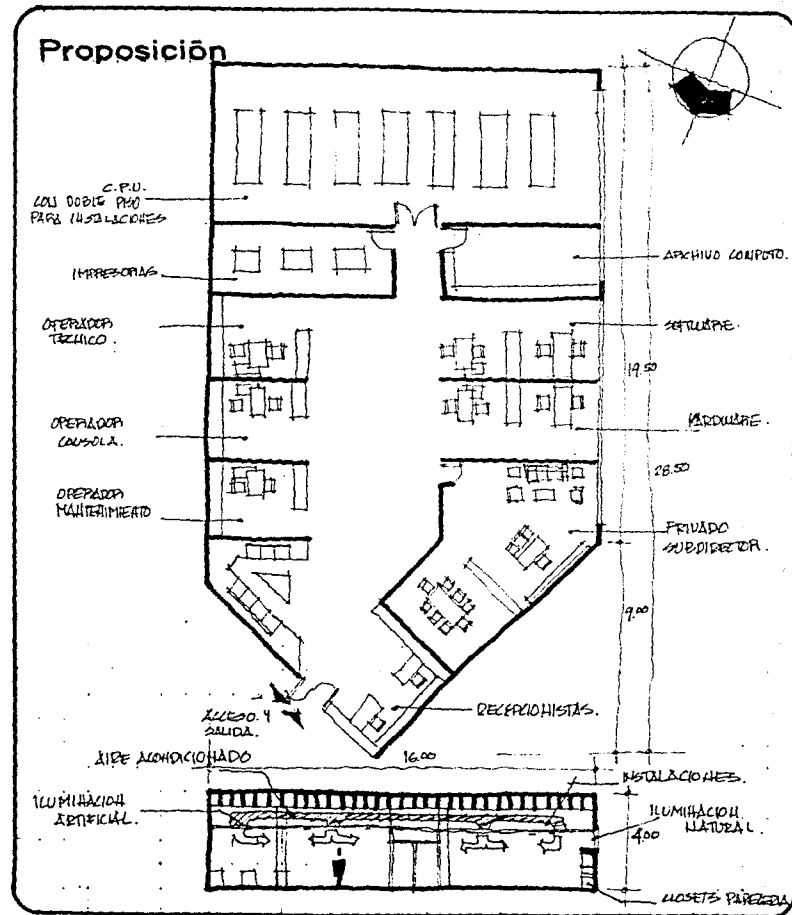 Proposición
C.P.U.
CON DOBLE PISO
PARA INSTALACIONES
IMPRESORAS
ARCHIVO COMPUTO.
OPERADOR
TECNICO.
SOFTWARE.
19.50
OPERADOR
CONSOLA.
HARDWARE.
28.50
OPERADOR
MANTENIMIENTO
PRIVADO
SUBDIRECTOR.
9.00
ACCESO Y
SALIDA.
RECEPCIONISTAS.
AIRE ACONDICIONADO
16.00
INSTALACIONES.
ILUMINACION
ARTIFICIAL.
ILUMINACION
NATURAL.
4.00
CLOSETS PAPELERIA